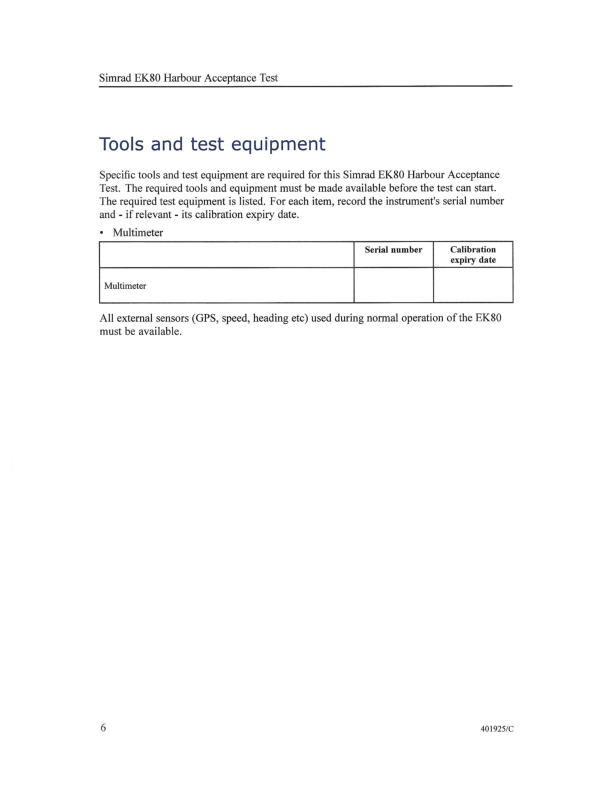 Simrad EK80 Harbour Acceptance Test
Tools and test equipment
Specific tools and test equipment are required for this Simrad EK80 Harbour Acceptance
Test. The required tools and equipment must be made available before the test can start.
The required test equipment is listed. For each item, record the instrument's serial number
and - if relevant - its calibration expiry date.
• Multimeter
Serial number
Calibration
expiry date
Multimeter
All external sensors (GPS, speed, heading etc) used during normal operation of the EK80
must be available.
6
401925/C